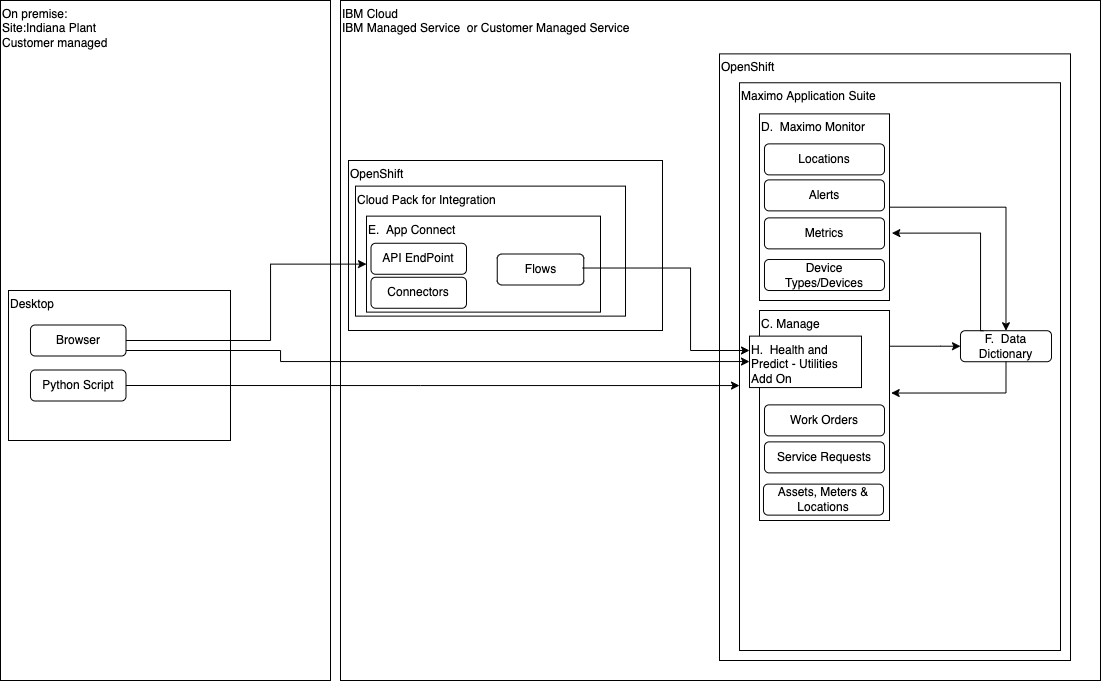 On premise:
Site:Indiana Plant
Customer managed
Desktop
Browser
Python Script
IBM Cloud
IBM Managed Service  or Customer Managed Service
OpenShift
Cloud Pack for Integration
E.  App Connect
API EndPoint
Connectors
Flows
OpenShift
Maximo Application Suite
D.  Maximo Monitor
Locations
Alerts
Metrics
Device
Types/Devices
C. Manage
H.  Health and
Predict - Utilities
Add On
Work Orders
Service Requests
Assets, Meters &
Locations
F.  Data
Dictionary